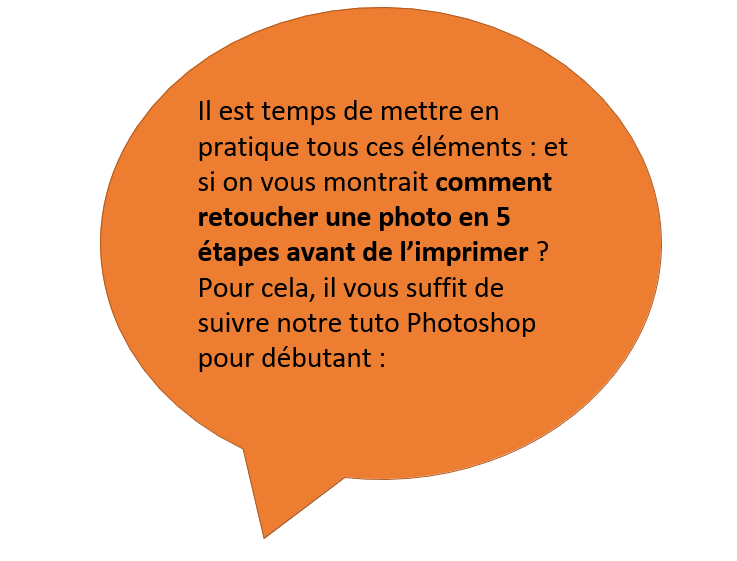 Il est temps de mettre en
pratique tous ces éléments : et
si on vous montrait comment
retoucher une photo en 5
étapes avant de l’imprimer ?
Pour cela, il vous suffit de
suivre notre tuto Photoshop
pour débutant :